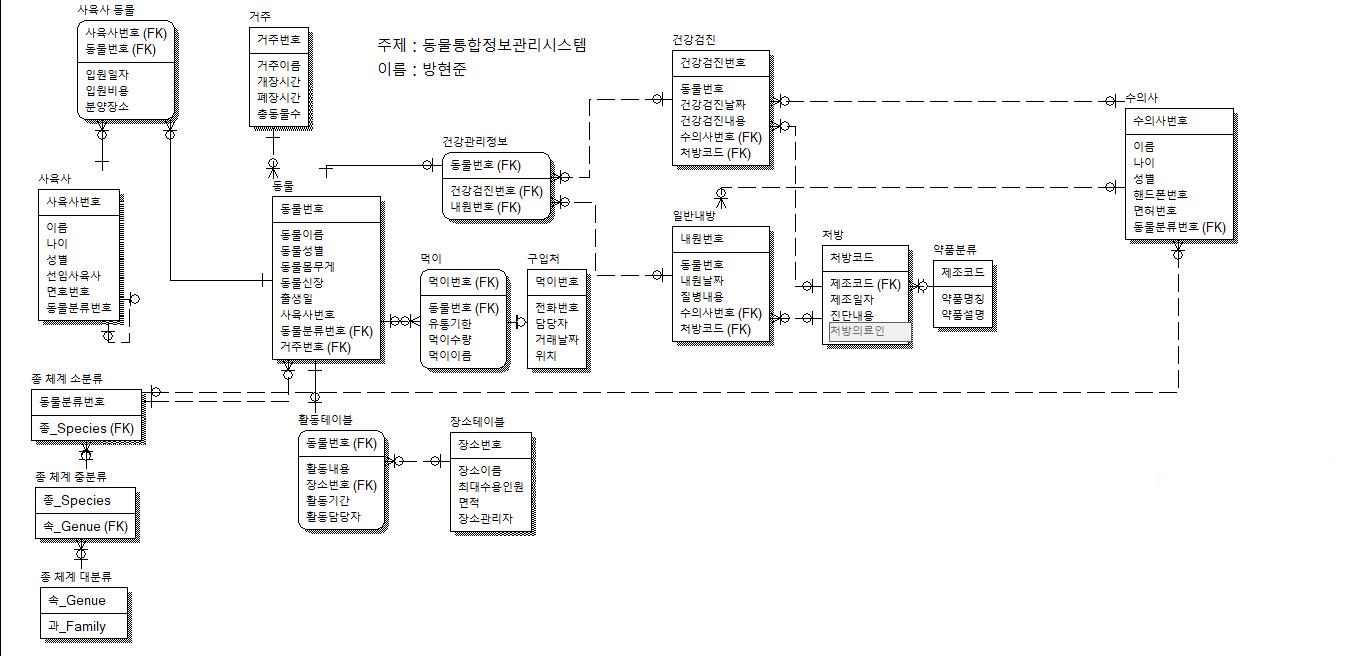 사육사 동물
사육사번호 (FK)
동물번호 (FK)
입원일자
입원비용
분양장소
거주
거주번호
거주이름
개장시간
폐장시간
총동물수
주제 : 동물통합정보관리시스템
이름 : 방현준
건강검진
건강검진번호
동물번호
건강검진날짜
건강검진내용
수의사번호 (FK)
처방코드 (FK)
수의사
수의사번호
이름
나이
성별
핸드폰번호
면허번호
동물분류번호 (FK)
건강관리정보
동물번호 (FK)
건강검진번호 (FK)
내원번호 (FK)
사육사
사육사번호
이름
나이
성별
선임사육사
면호번호
동물분류번호
동물
동물번호
동물이름
동물성별
동물몸무게
동물신장
출생일
사육사번호
동물분류번호 (FK)
거주번호 (FK)
먹이
먹이번호 (FK)
동물번호 (FK)
유통기한
먹이수량
먹이이름
구입처
먹이번호
전화번호
담당자
거래날짜
위치
일반내방
내원번호
동물번호
내원날짜
질병내용
수의사번호 (FK)
처방코드 (FK)
처방
처방코드
제조코드 (FK)
제조일자
진단내용
처방의료인
약품분류
제조코드
약품명칭
약품설명
종 체계 소분류
동물분류번호
종_Species (FK)
종 체계 중분류
종_Species
속_Genue (FK)
종 체계 대분류
속_Genue
과_Family
활동테이블
동물번호 (FK)
활동내용
장소번호 (FK)
활동기간
활동담당자
장소테이블
장소번호
장소이름
최대수용인원
면적
장소관리자